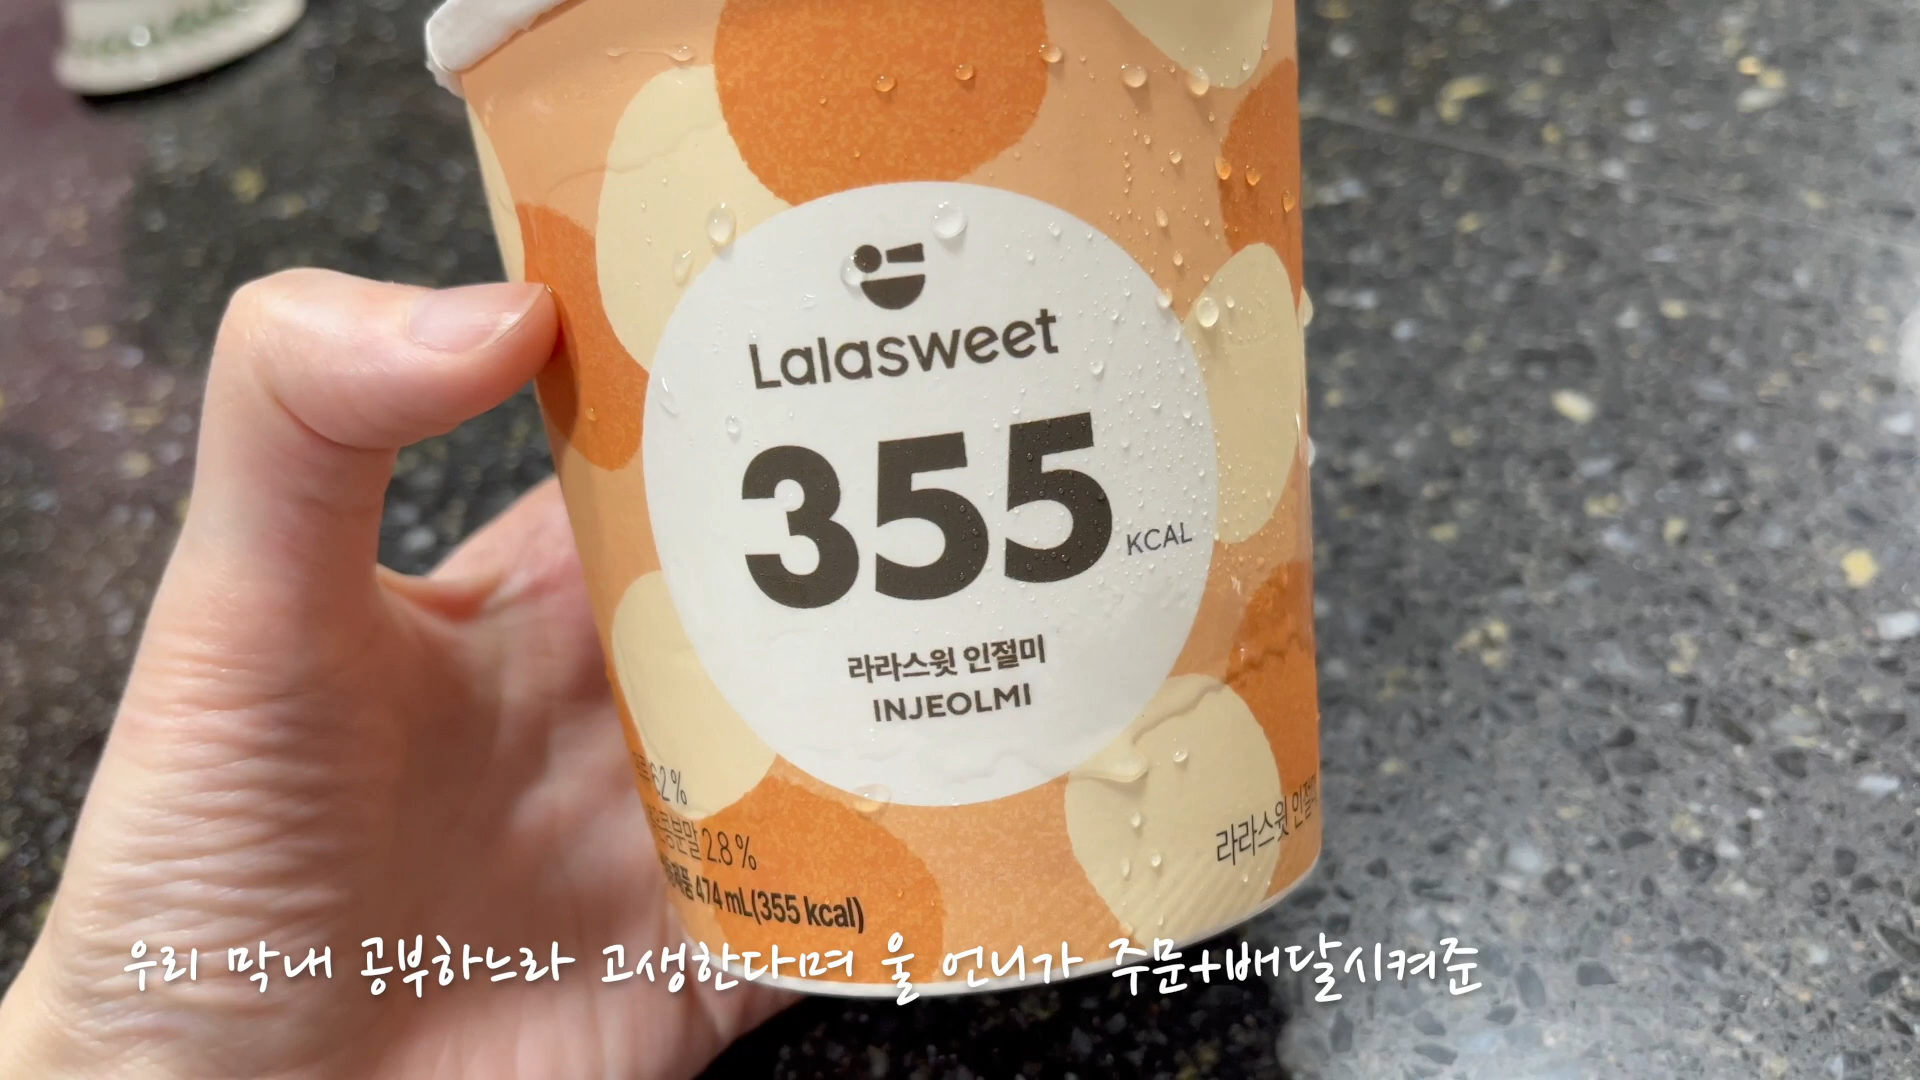 Lalasweet
355 KCAL
라라스윗 인절미
INJEOLMI
2.8%
474 mL(355 kcal)
라라스윗 인절미
우리 막내 공부하느라 고생한다며 울 언니가 주문+배달시켜준